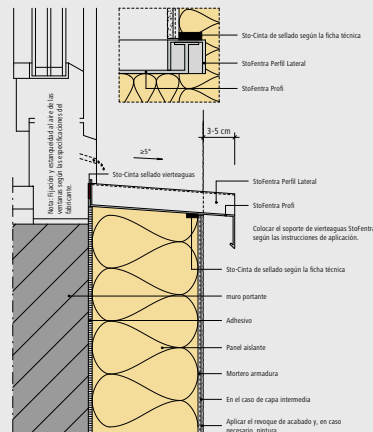 Sto-Cinta de sellado según la ficha técnica
StoFentra Perfil Lateral
StoFentra Profi
3-5 cm
≥5°
Nota: Fijación y estanqueidad al aire de las
ventanas según las especificaciones del
fabricante.
Sto-Cinta sellado vierteaguas
StoFentra Perfil Lateral
StoFentra Profi
Colocar el soporte de vierteaguas StoFentra
según las instrucciones de aplicación.
Sto-Cinta de sellado según la ficha técnica
muro portante
Adhesivo
Panel aislante
Mortero armadura
En el caso de capa intermedia
Aplicar el revoque de acabado y, en caso
necesario, pintura